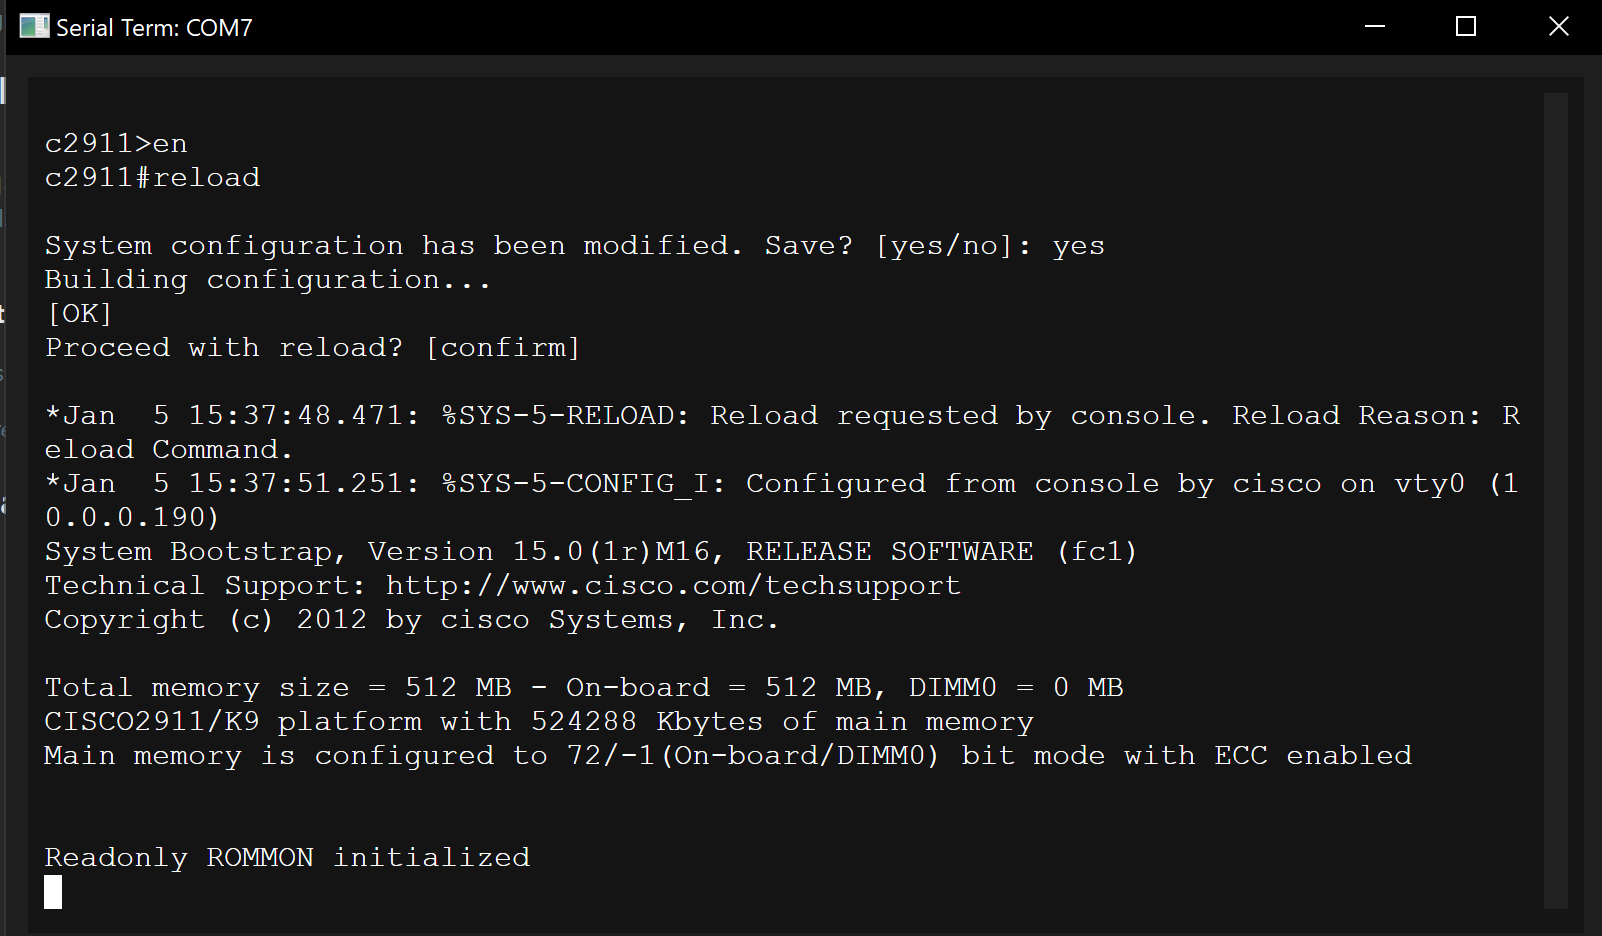 Serial Term: COM7
c2911>en
c2911#reload
System configuration has been modified. Save? [yes/no]: yes
Building configuration...
[OK]
Proceed with reload? [confirm]
*Jan  5 15:37:48.471: %SYS-5-RELOAD: Reload requested by console. Reload Reason: R
eload Command.
*Jan  5 15:37:51.251: %SYS-5-CONFIG_I: Configured from console by cisco on vty0 (1
0.0.0.190)
System Bootstrap, Version 15.0(1r)M16, RELEASE SOFTWARE (fc1)
Technical Support: http://www.cisco.com/techsupport
Copyright (c) 2012 by cisco Systems, Inc.
Total memory size = 512 MB - On-board = 512 MB, DIMM0 = 0 MB
CISCO2911/K9 platform with 524288 Kbytes of main memory
Main memory is configured to 72/-1(On-board/DIMM0) bit mode with ECC enabled
Readonly ROMMON initialized